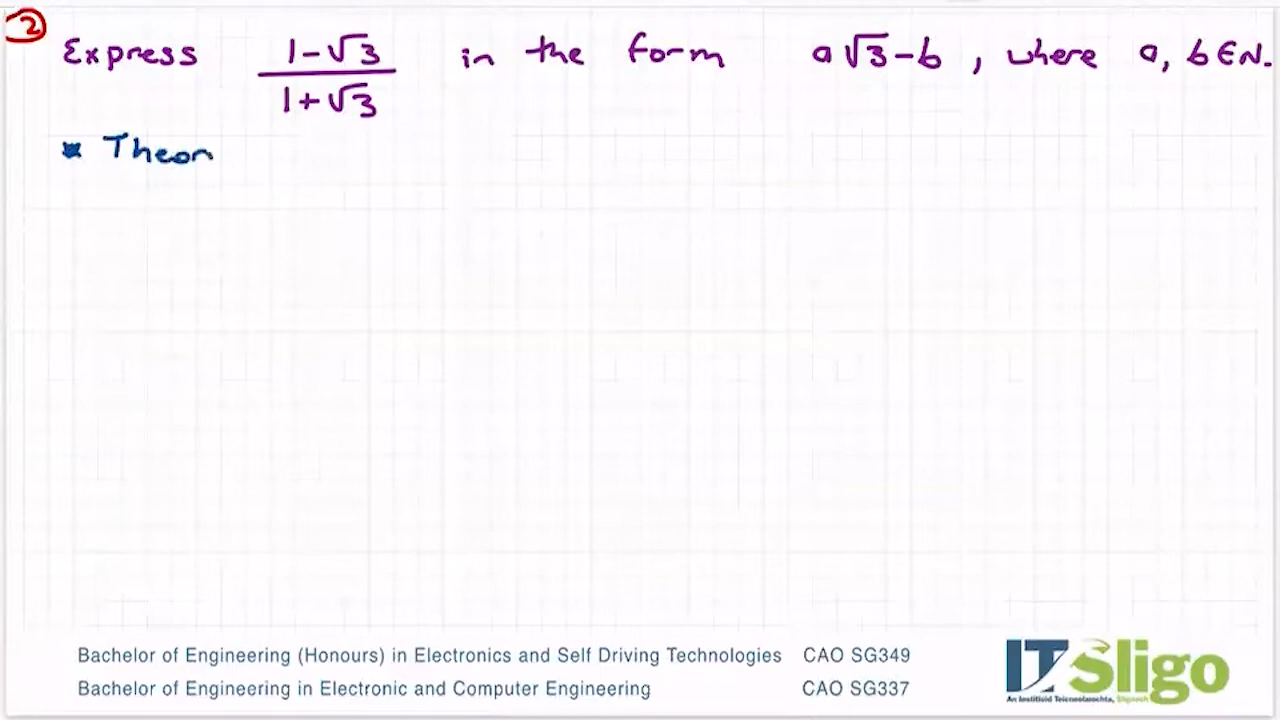 2
Express (1-√3)/(1+√3) in the form a√3-b, where a, b ∈ N.
* Theor
Bachelor of Engineering (Honours) in Electronics and Self Driving Technologies CAO SG349
Bachelor of Engineering in Electronic and Computer Engineering CAO SG337
IT Sligo
An Institiúid Teicneolaíochta, Sligeach